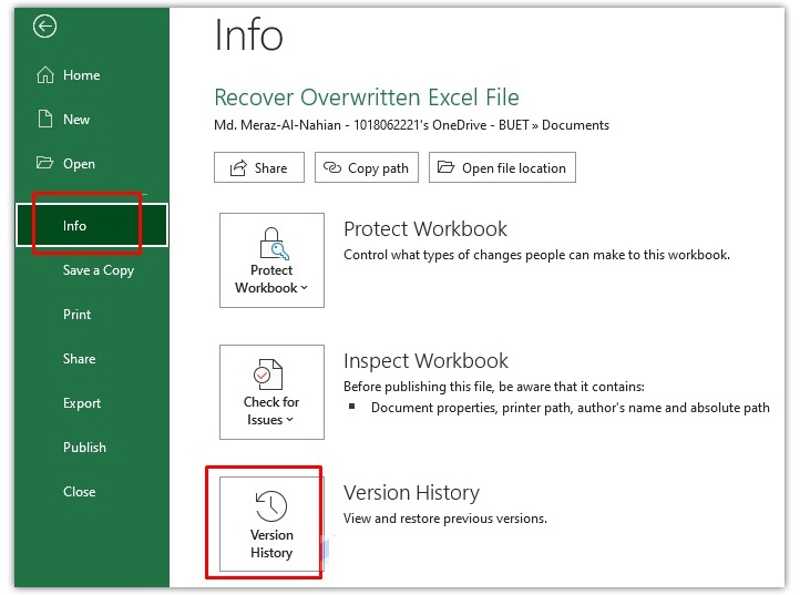 Info
Home
New
Open
Info
Save a Copy
Print
Share
Export
Publish
Close
Recover Overwritten Excel File
Md. Meraz-Al-Nahian - 1018062221's OneDrive - BUET » Documents
Share
Copy path
Open file location
Protect
Workbook
Protect Workbook
Control what types of changes people can make to this workbook.
Check for
Issues
Inspect Workbook
Before publishing this file, be aware that it contains:
Document properties, printer path, author's name and absolute path
Version
History
Version History
View and restore previous versions.